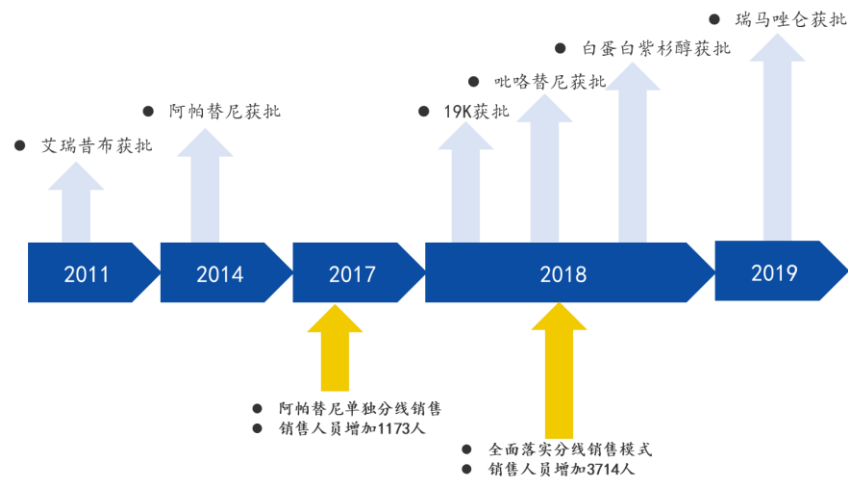 ● 瑞马唑仑获批
● 白蛋白紫杉醇获批
● 吡咯替尼获批
● 阿帕替尼获批
● 19K获批
● 艾瑞昔布获批
2011
2014
2017
2018
2019
● 阿帕替尼单独分线销售
● 销售人员增加1173人
● 全面落实分线销售模式
● 销售人员增加3714人